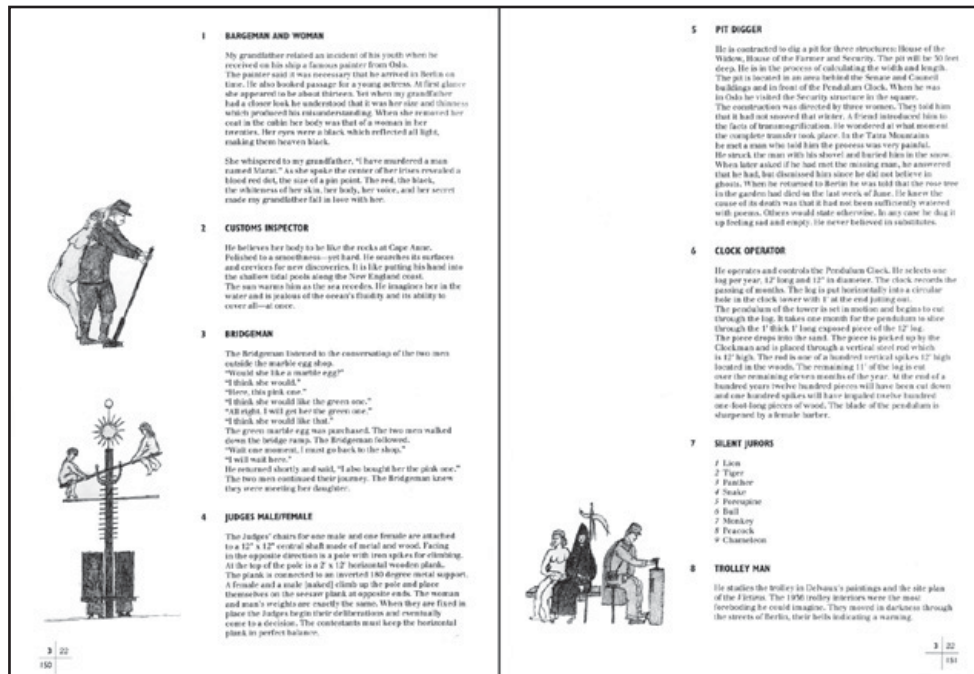 1 BARGEMAN AND WOMAN
My grandfather related an incident of his youth when he
received on his ship a famous painter from Oslo.
The painter said it was necessary that he arrived in Berlin on
time. He also booked passage for a young actress. At first glance
she appeared to be about thirteen. Yet when my grandfather
had a closer look he understood that it was her size and thinness
which produced his misunderstanding. When she removed her
coat in the cabin her body was that of a woman in her
twenties. Her eyes were a black which reflected all light,
making them heaven black.
She whispered to my grandfather, "I have murdered a man
named Marat." As she spoke the center of her irises revealed a
blood red dot, the size of a pin point. The red, the black,
the whiteness of her skin, her body, her voice, and her secret
made my grandfather fall in love with her.
2 CUSTOMS INSPECTOR
He believes her body to be like the rocks at Cape Anne.
Polished to a smoothness—yet hard. He searches its surfaces
and crevices for new discoveries. It is like putting his hand into
the shallow tidal pools along the New England coast.
The sun warms him as the sea recedes. He imagines her in the
water and is jealous of the ocean's fluidity and its ability to
cover all—at once.
3 BRIDGEMAN
The Bridgeman listened to the conversation of the two men
outside the marble egg shop.
"Would she like a marble egg?"
"I think she would."
"Here, this pink one."
"I think she would like the green one."
"All right, I will get her the green one."
"I think she would like that."
The green marble egg was purchased. The two men walked
down the bridge ramp. The Bridgeman followed.
"Wait one moment, I must go back to the shop."
"I will wait here."
He returned shortly and said, "I also bought her the pink one."
The two men continued their journey. The Bridgeman knew
they were meeting her daughter.
4 JUDGES MALE/FEMALE
The Judges' chairs for one male and one female are attached
to a 12" x 12" central shaft made of metal and wood. Facing
in the opposite direction is a pole with iron spikes for climbing.
At the top of the pole is a 2' x 12' horizontal wooden plank.
The plank is connected to an inverted 180 degree metal support.
A female and a male [naked] climb up the pole and place
themselves on the seesaw plank at opposite ends. The woman
and man's weights are exactly the same. When they are fixed in
place the Judges begin their deliberations and eventually
come to a decision. The contestants must keep the horizontal
plank in perfect balance.
3 22
150
5 PIT DIGGER
He is contracted to dig a pit for three structures: House of the
Widow, House of the Farmer and Security. The pit will be 30 feet
deep. He is in the process of calculating the width and length.
The pit is located in an area behind the Senate and Council
buildings and in front of the Pendulum Clock. When he was
in Oslo he visited the Security structure in the square.
The construction was directed by three women. They told him
that it had not snowed that winter. A friend introduced him to
the facts of transmogrification. He wondered at what moment
the complete transfer took place. In the Tatra Mountains
he met a man who told him the process was very painful.
He struck the man with his shovel and buried him in the snow.
When later asked if he had met the missing man, he answered
that he had, but dismissed him since he did not believe in
ghosts. When he returned to Berlin he was told that the rose tree
in the garden had died in the last week of June. He knew the
cause of its death was that it had not been sufficiently watered
with poems. Others would state otherwise. In any case he dug it
up feeling sad and empty. He never believed in substitutes.
6 CLOCK OPERATOR
He operates and controls the Pendulum Clock. He selects one
log per year, 12' long and 12" in diameter. The clock records the
passing of months. The log is put horizontally into a circular
hole in the clock tower with 1' at the end jutting out.
The pendulum of the tower is set in motion and begins to cut
through the log. It takes one month for the pendulum to slice
through the 1' thick 1' long exposed piece of the 12' log.
The piece drops into the sand. The piece is picked up by the
Clockman and is placed through a vertical steel rod which
is 12' high. The rod is one of a hundred vertical spikes 12' high
located in the woods. The remaining 11' of the log is cut
over the remaining eleven months of the year. At the end of a
hundred years twelve hundred pieces will have been cut down
and one hundred spikes will have impaled twelve hundred
one-foot-long pieces of wood. The blade of the pendulum is
sharpened by a female barber.
7 SILENT JURORS
1 Lion
2 Tiger
3 Panther
4 Snake
5 Porcupine
6 Bull
7 Monkey
8 Peacock
9 Chameleon
8 TROLLEY MAN
He studies the trolley in Delvaux's paintings and the site plan
of the Victims. The 1936 trolley interiors were the most
foreboding he could imagine. They moved in darkness through
the streets of Berlin, their bells indicating a warning.
3 22
151